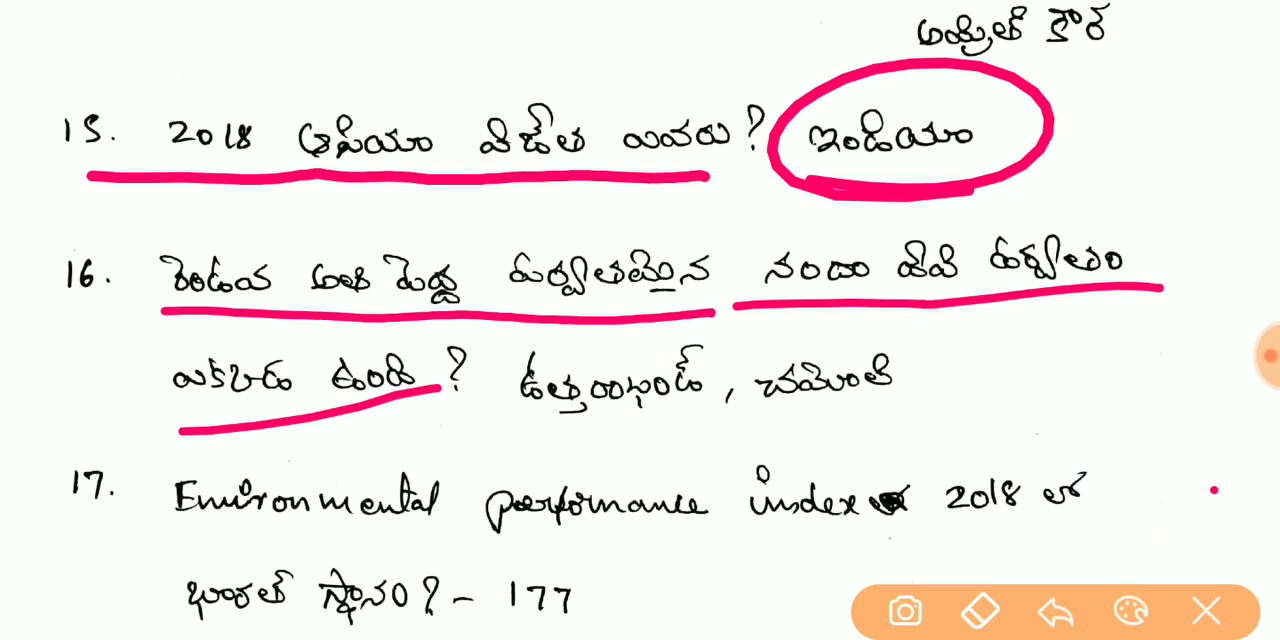 అమ్రిత్ కౌర్
15. 2018 ఆసియా విజేత ఎవరు? ఇండియా
16. రెండవ అతి పెద్ద పర్వతమైన నందా దేవి పర్వతం
ఎక్కడ ఉంది? ఉత్తరాఖండ్, చమోలి
17. Environmental performance index 2018 లో
భారత్ స్థానం? - 177